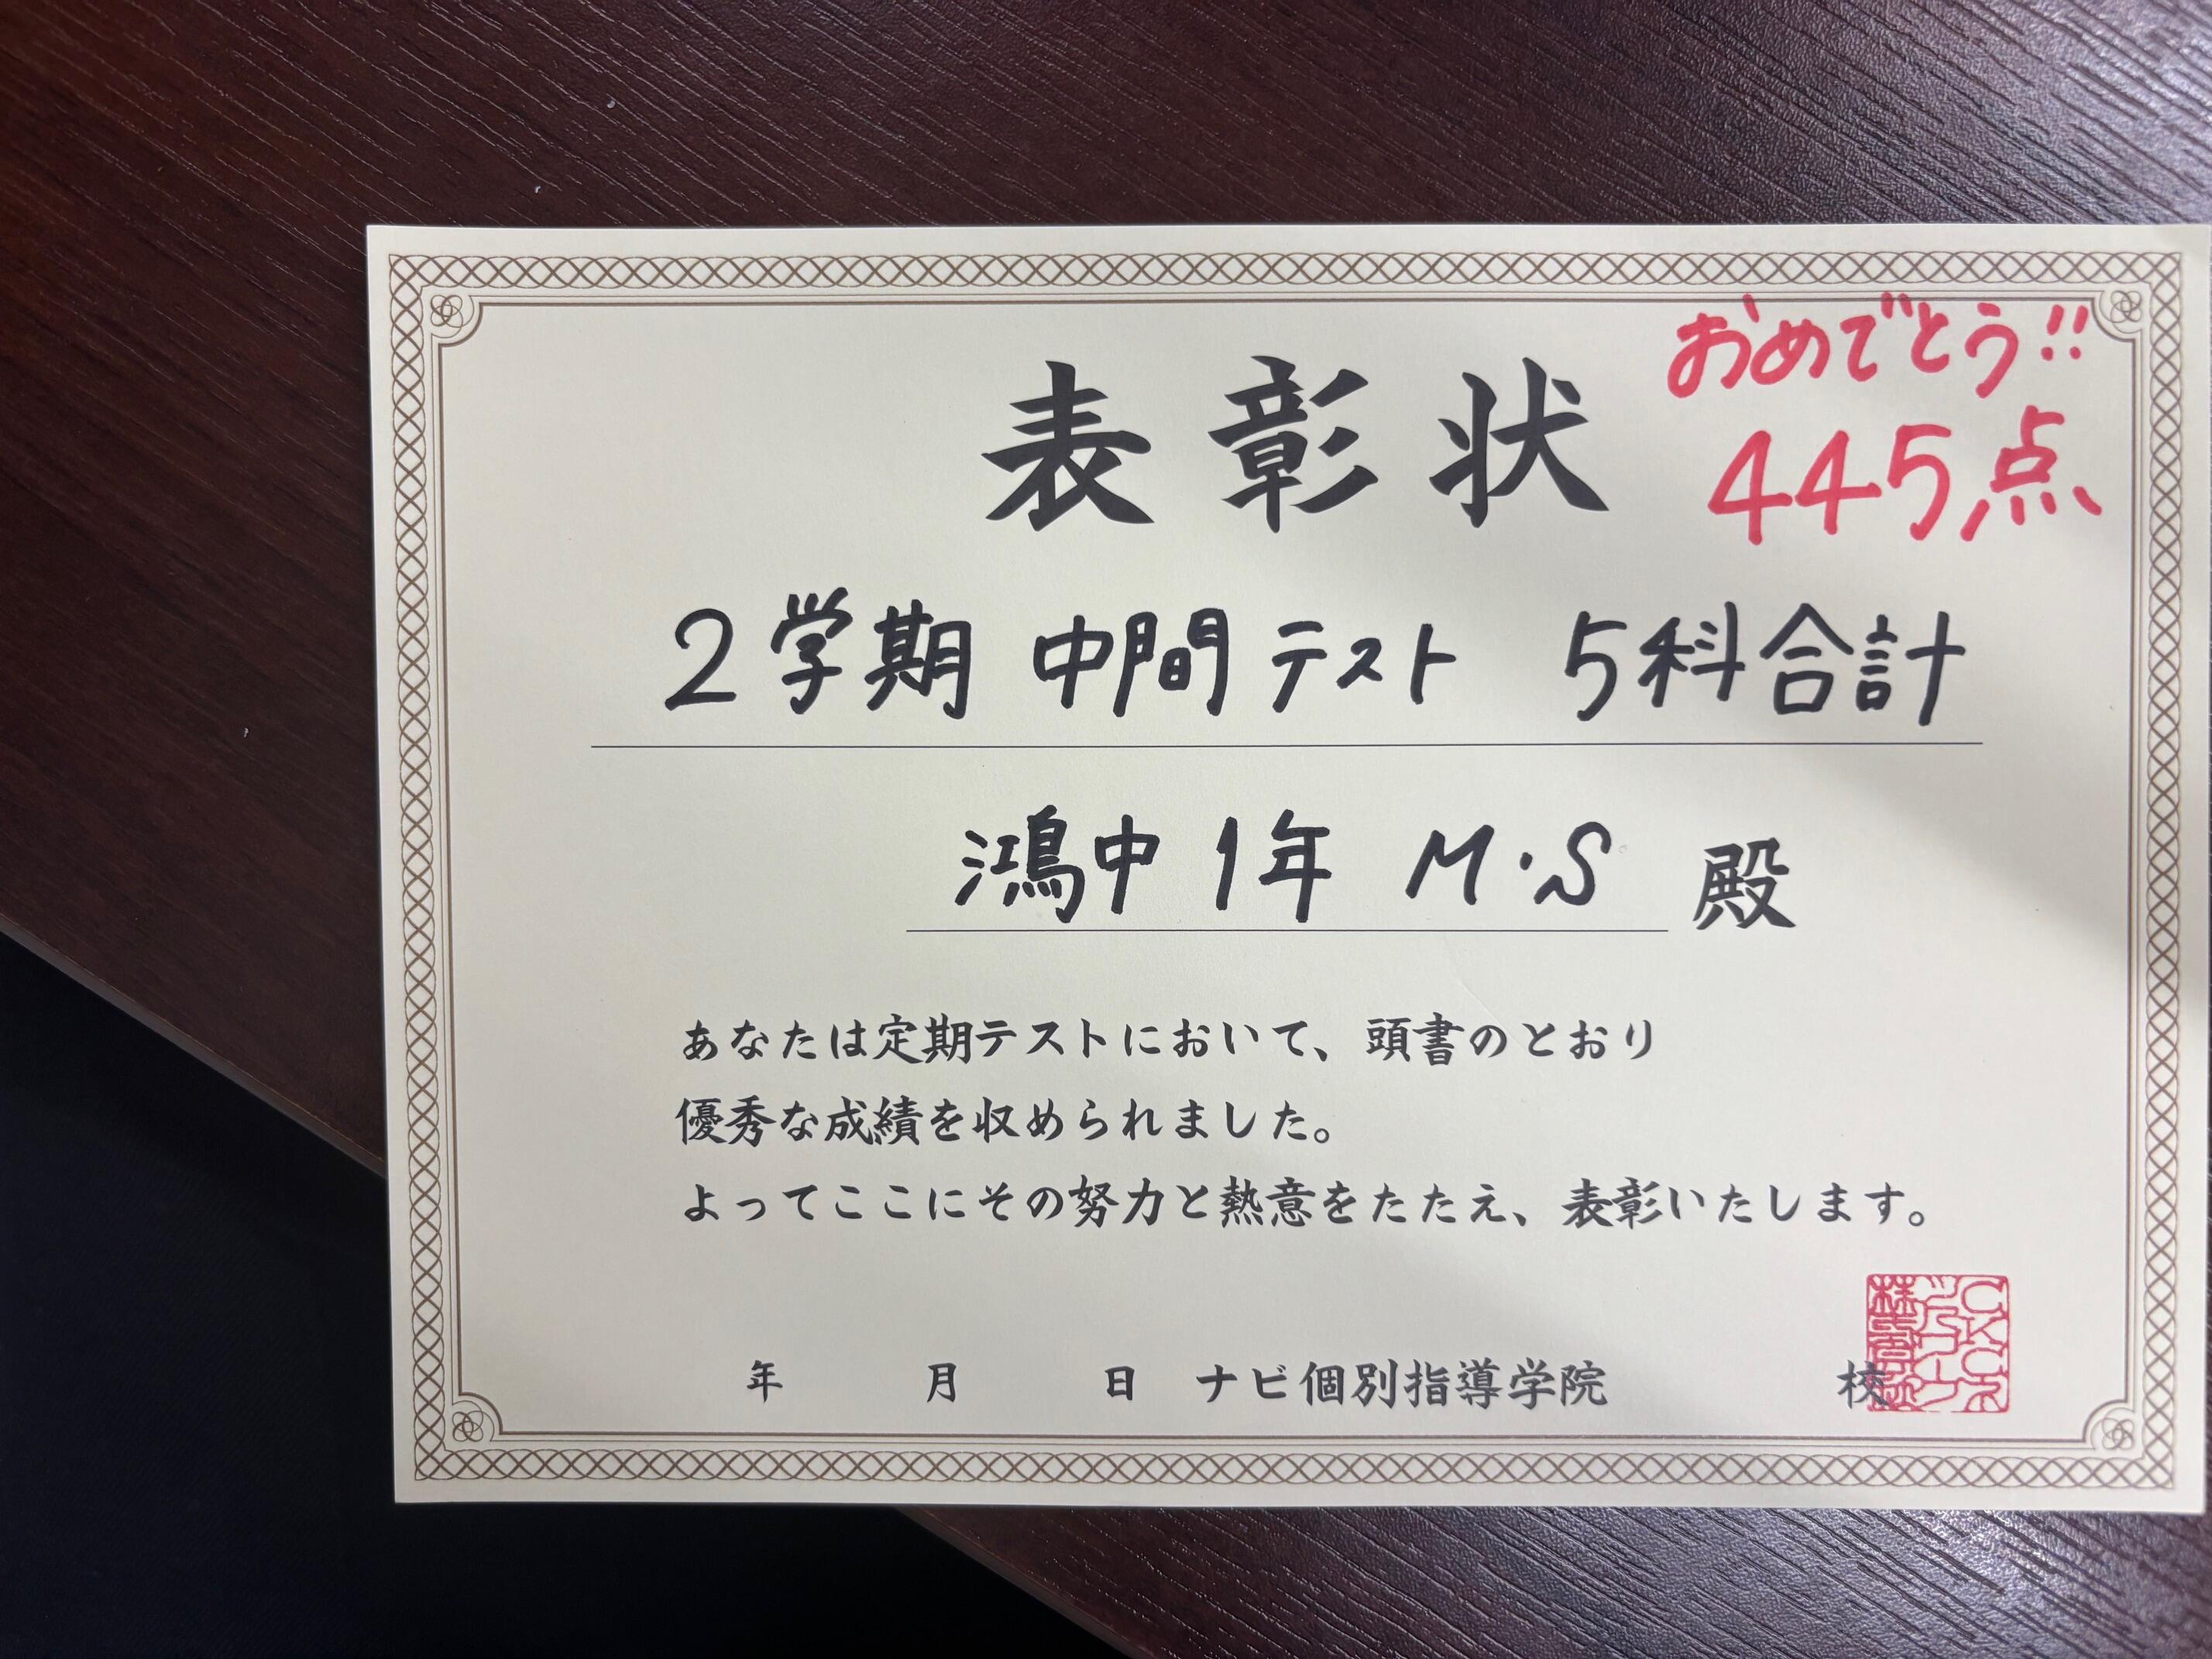 表彰状
おめでとう!!
445点
2学期 中間テスト 5科合計
鴻中 1年 M・S 殿
あなたは定期テストにおいて、頭書のとおり
優秀な成績を収められました。
よってここにその努力と熱意をたたえ、表彰いたします。
年 月 日 ナビ個別指導学院 校